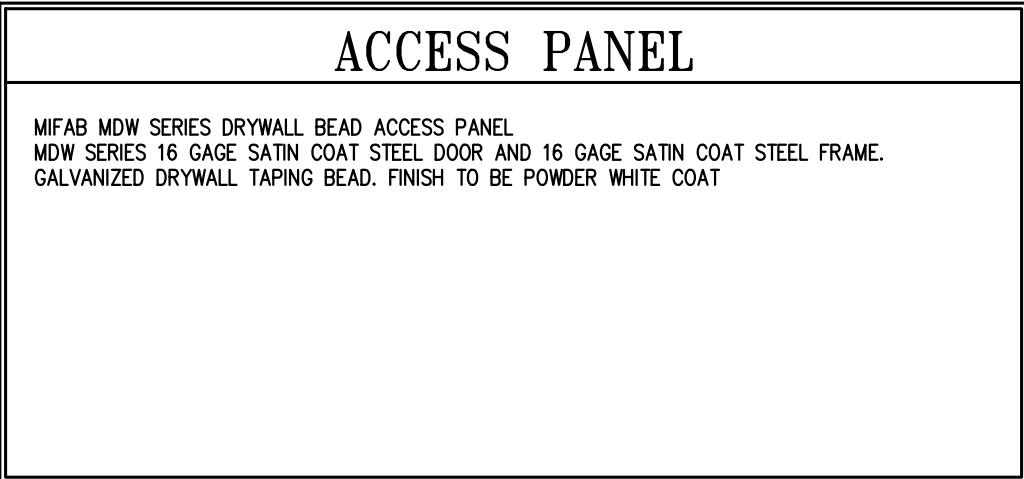 ACCESS PANEL
MIFAB MDW SERIES DRYWALL BEAD ACCESS PANEL
MDW SERIES 16 GAGE SATIN COAT STEEL DOOR AND 16 GAGE SATIN COAT STEEL FRAME.
GALVANIZED DRYWALL TAPING BEAD. FINISH TO BE POWDER WHITE COAT